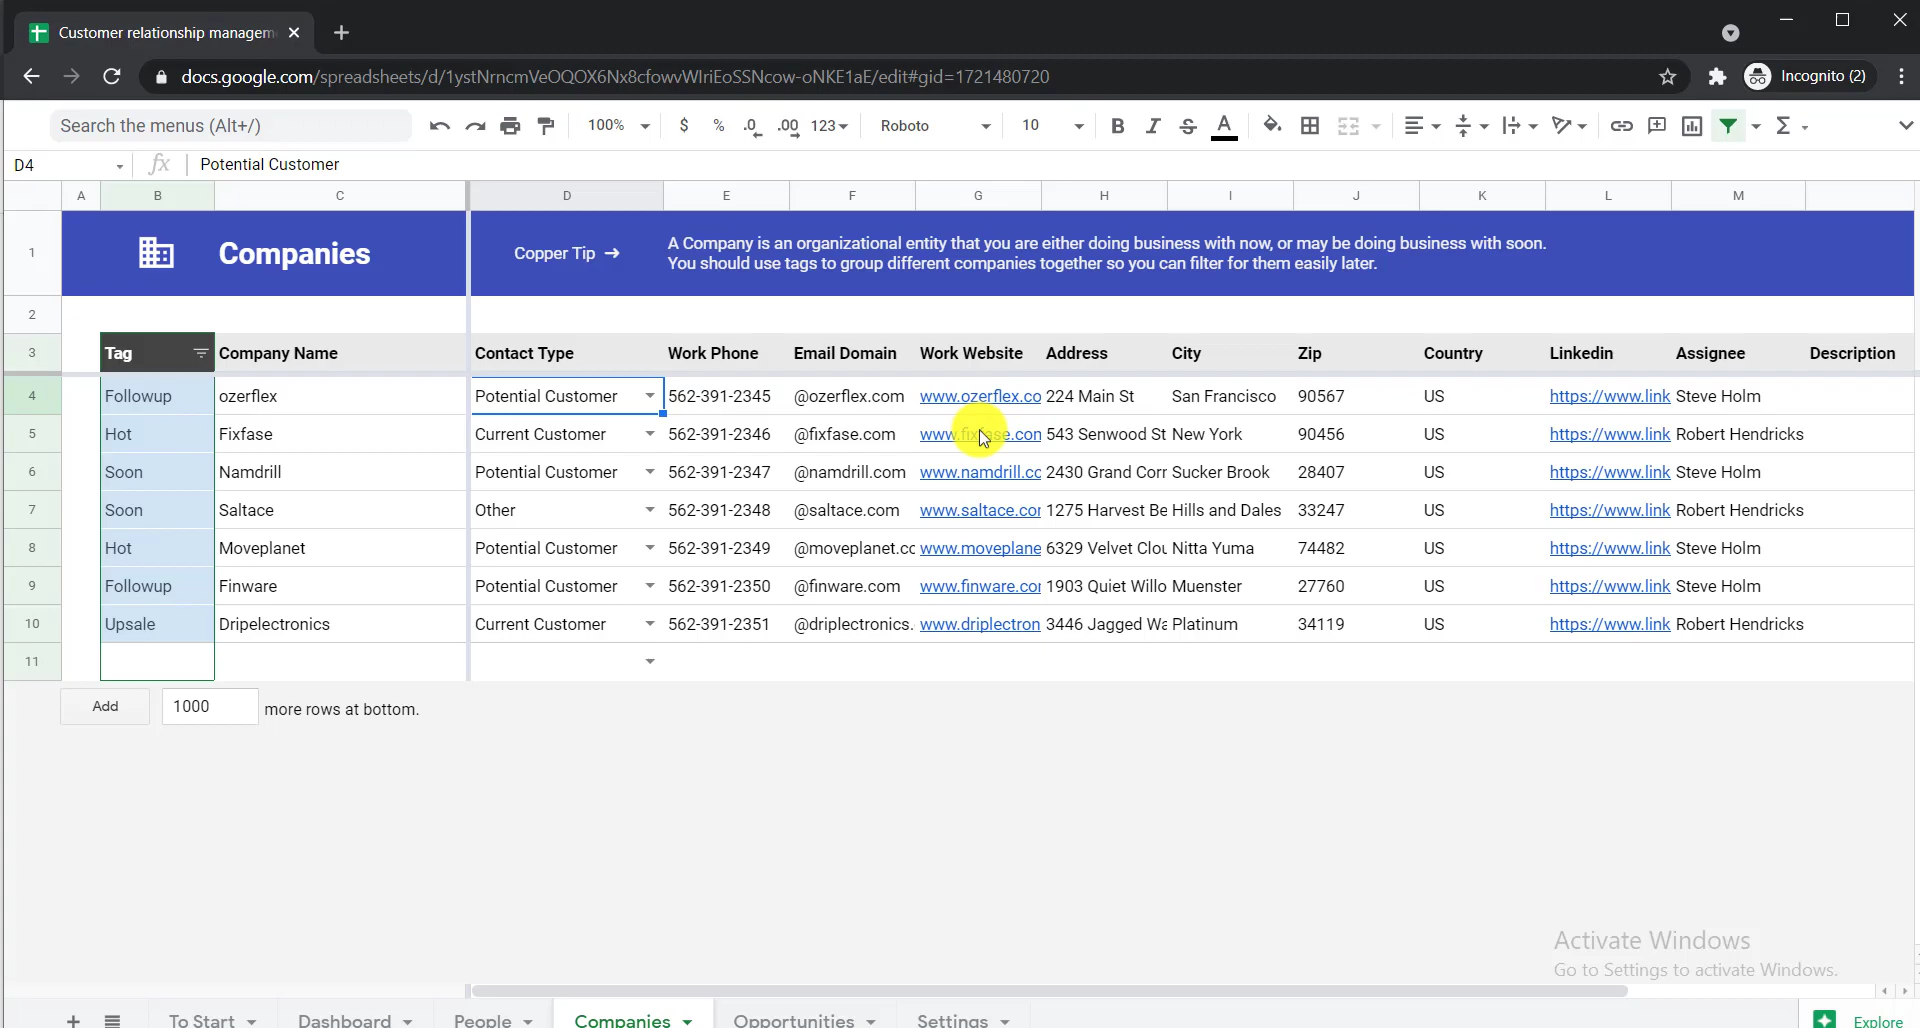 Customer relationship managem
docs.google.com/spreadsheets/d/1ystNrncmVeOQOX6Nx8cfowvWIriEoSSNcow-oNKE1aE/edit#gid=1721480720
Incognito (2)
Search the menus (Alt+/)
100% $ % .0 .00 123 Roboto 10 B I S A Σ
D4 fx Potential Customer
A B C D E F G H I J K L M
1 Companies Copper Tip → A Company is an organizational entity that you are either doing business with now, or may be doing business with soon.
You should use tags to group different companies together so you can filter for them easily later.
2
3 Tag Company Name Contact Type Work Phone Email Domain Work Website Address City Zip Country Linkedin Assignee Description
4 Followup ozerflex Potential Customer 562-391-2345 @ozerflex.com www.ozerflex.co 224 Main St San Francisco 90567 US https://www.link Steve Holm
5 Hot Fixfase Current Customer 562-391-2346 @fixfase.com www.fixfase.con 543 Senwood St New York 90456 US https://www.link Robert Hendricks
6 Soon Namdrill Potential Customer 562-391-2347 @namdrill.com www.namdrill.cc 2430 Grand Corr Sucker Brook 28407 US https://www.link Steve Holm
7 Soon Saltace Other 562-391-2348 @saltace.com www.saltace.cor 1275 Harvest Be Hills and Dales 33247 US https://www.link Robert Hendricks
8 Hot Moveplanet Potential Customer 562-391-2349 @moveplanet.cc www.moveplane 6329 Velvet Clou Nitta Yuma 74482 US https://www.link Steve Holm
9 Followup Finware Potential Customer 562-391-2350 @finware.com www.finware.cor 1903 Quiet Willo Muenster 27760 US https://www.link Steve Holm
10 Upsale Dripelectronics Current Customer 562-391-2351 @driplectronics. www.driplectron 3446 Jagged Wa Platinum 34119 US https://www.link Robert Hendricks
11
Add 1000 more rows at bottom.
Activate Windows
Go to Settings to activate Windows.
To Start Dashboard People Companies Opportunities Settings Explore